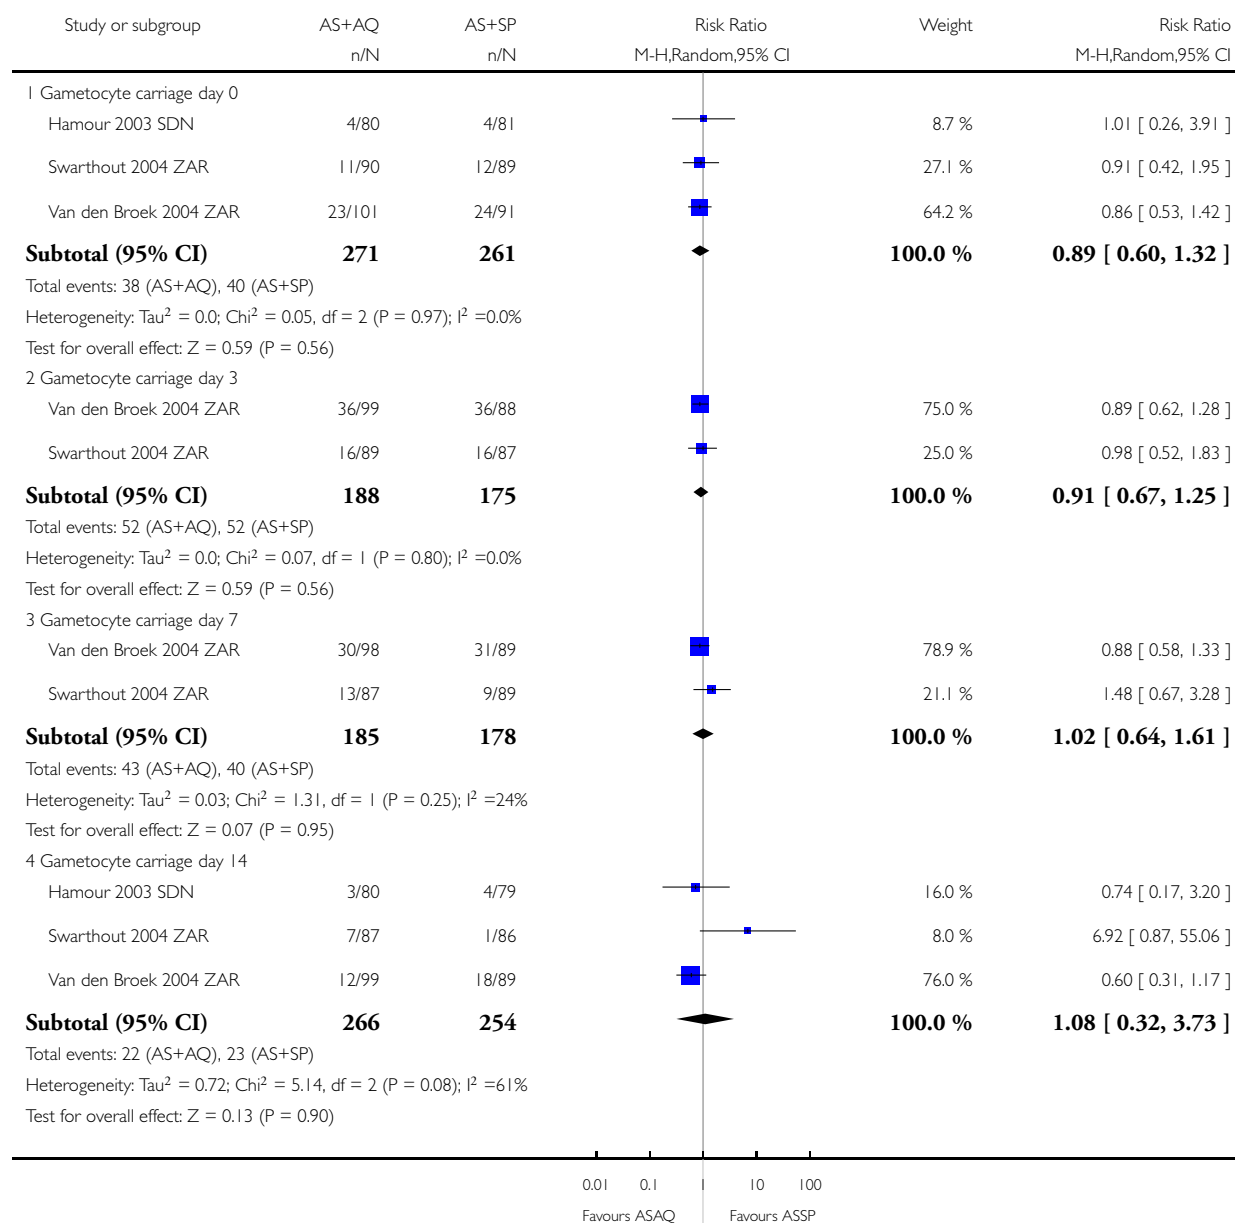 Study or subgroup AS+AQ AS+SP Risk Ratio Weight Risk Ratio
n/N n/N M-H,Random,95% CI M-H,Random,95% CI
1 Gametocyte carriage day 0
Hamour 2003 SDN 4/80 4/81 8.7 % 1.01 [ 0.26, 3.91 ]
Swarthout 2004 ZAR 11/90 12/89 27.1 % 0.91 [ 0.42, 1.95 ]
Van den Broek 2004 ZAR 23/101 24/91 64.2 % 0.86 [ 0.53, 1.42 ]
Subtotal (95% CI) 271 261 100.0 % 0.89 [ 0.60, 1.32 ]
Total events: 38 (AS+AQ), 40 (AS+SP)
Heterogeneity: Tau² = 0.0; Chi² = 0.05, df = 2 (P = 0.97); I² =0.0%
Test for overall effect: Z = 0.59 (P = 0.56)
2 Gametocyte carriage day 3
Van den Broek 2004 ZAR 36/99 36/88 75.0 % 0.89 [ 0.62, 1.28 ]
Swarthout 2004 ZAR 16/89 16/87 25.0 % 0.98 [ 0.52, 1.83 ]
Subtotal (95% CI) 188 175 100.0 % 0.91 [ 0.67, 1.25 ]
Total events: 52 (AS+AQ), 52 (AS+SP)
Heterogeneity: Tau² = 0.0; Chi² = 0.07, df = 1 (P = 0.80); I² =0.0%
Test for overall effect: Z = 0.59 (P = 0.56)
3 Gametocyte carriage day 7
Van den Broek 2004 ZAR 30/98 31/89 78.9 % 0.88 [ 0.58, 1.33 ]
Swarthout 2004 ZAR 13/87 9/89 21.1 % 1.48 [ 0.67, 3.28 ]
Subtotal (95% CI) 185 178 100.0 % 1.02 [ 0.64, 1.61 ]
Total events: 43 (AS+AQ), 40 (AS+SP)
Heterogeneity: Tau² = 0.03; Chi² = 1.31, df = 1 (P = 0.25); I² =24%
Test for overall effect: Z = 0.07 (P = 0.95)
4 Gametocyte carriage day 14
Hamour 2003 SDN 3/80 4/79 16.0 % 0.74 [ 0.17, 3.20 ]
Swarthout 2004 ZAR 7/87 1/86 8.0 % 6.92 [ 0.87, 55.06 ]
Van den Broek 2004 ZAR 12/99 18/89 76.0 % 0.60 [ 0.31, 1.17 ]
Subtotal (95% CI) 266 254 100.0 % 1.08 [ 0.32, 3.73 ]
Total events: 22 (AS+AQ), 23 (AS+SP)
Heterogeneity: Tau² = 0.72; Chi² = 5.14, df = 2 (P = 0.08); I² =61%
Test for overall effect: Z = 0.13 (P = 0.90)
0.01 0.1 1 10 100
Favours ASAQ Favours ASSP